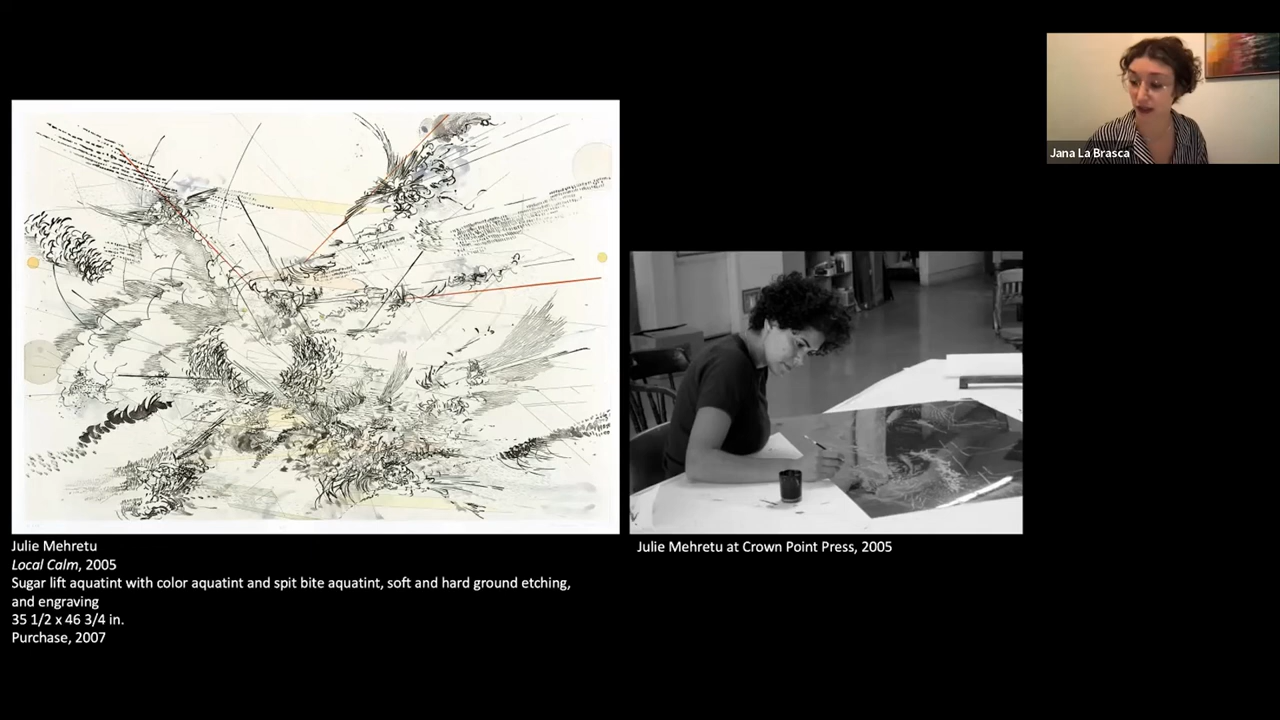 Jana La Brasca
Julie Mehretu
Local Calm, 2005
Sugar lift aquatint with color aquatint and spit bite aquatint, soft and hard ground etching,
and engraving
35 1/2 x 46 3/4 in.
Purchase, 2007
Julie Mehretu at Crown Point Press, 2005